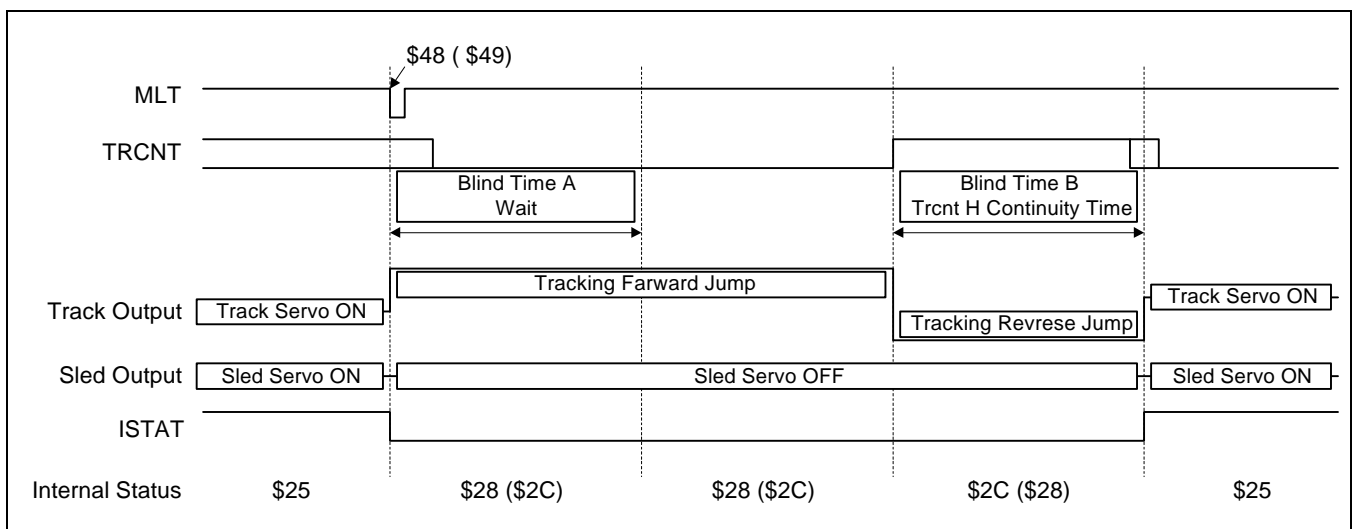 $48 ( $49)
MLT
TRCNT
Blind Time A
Wait
Blind Time B
Trcnt H Continuity Time
Tracking Farward Jump
Track Output
Track Servo ON
Tracking Revrese Jump
Track Servo ON
Sled Output
Sled Servo ON
Sled Servo OFF
Sled Servo ON
ISTAT
Internal Status
$25
$28 ($2C)
$28 ($2C)
$2C ($28)
$25